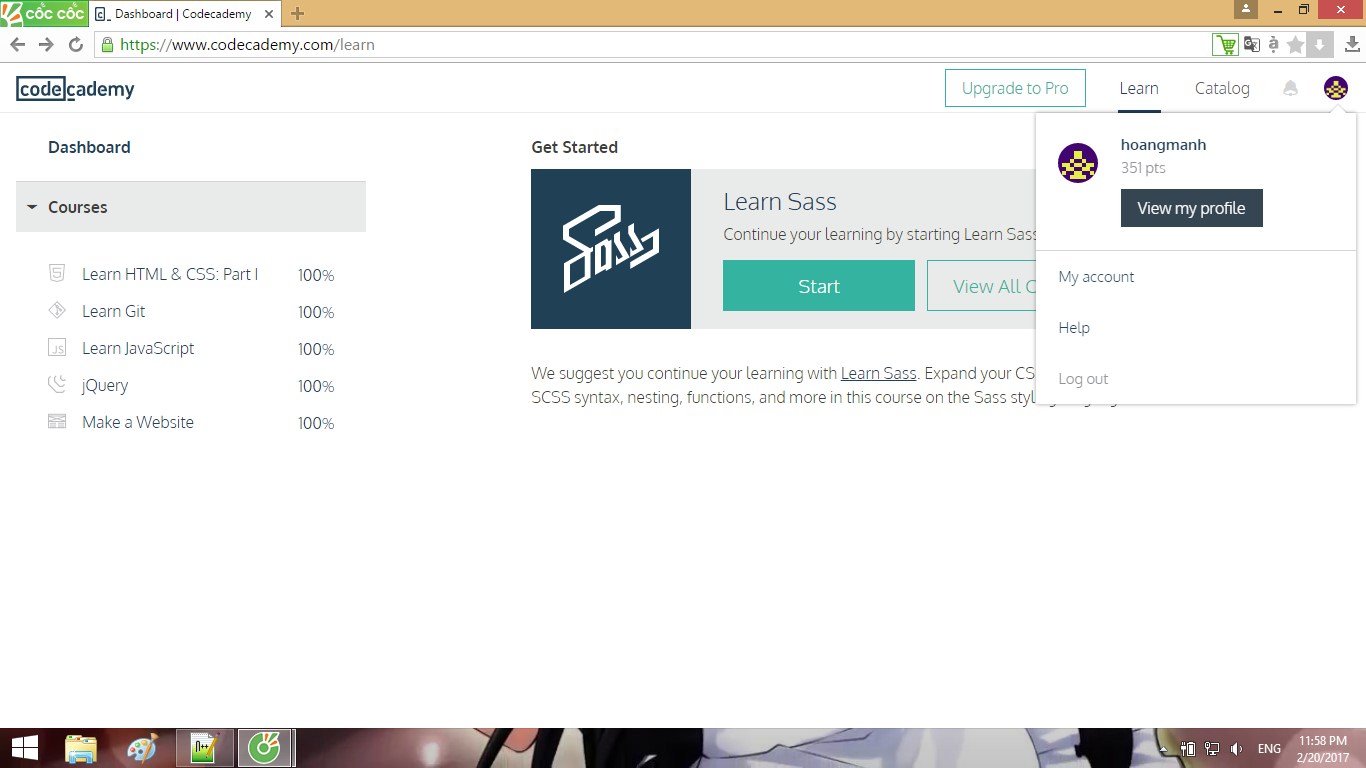 cốc cốc
Dashboard | Codecademy
https://www.codecademy.com/learn
codecademy
Upgrade to Pro
Learn
Catalog
Dashboard
Courses
Learn HTML & CSS: Part I 100%
Learn Git 100%
Learn JavaScript 100%
jQuery 100%
Make a Website 100%
Get Started
Sass
Learn Sass
Continue your learning by starting Learn Sass
Start
View All C
We suggest you continue your learning with Learn Sass. Expand your CS
SCSS syntax, nesting, functions, and more in this course on the Sass
hoangmanh
351 pts
View my profile
My account
Help
Log out
ENG
11:58 PM
2/20/2017